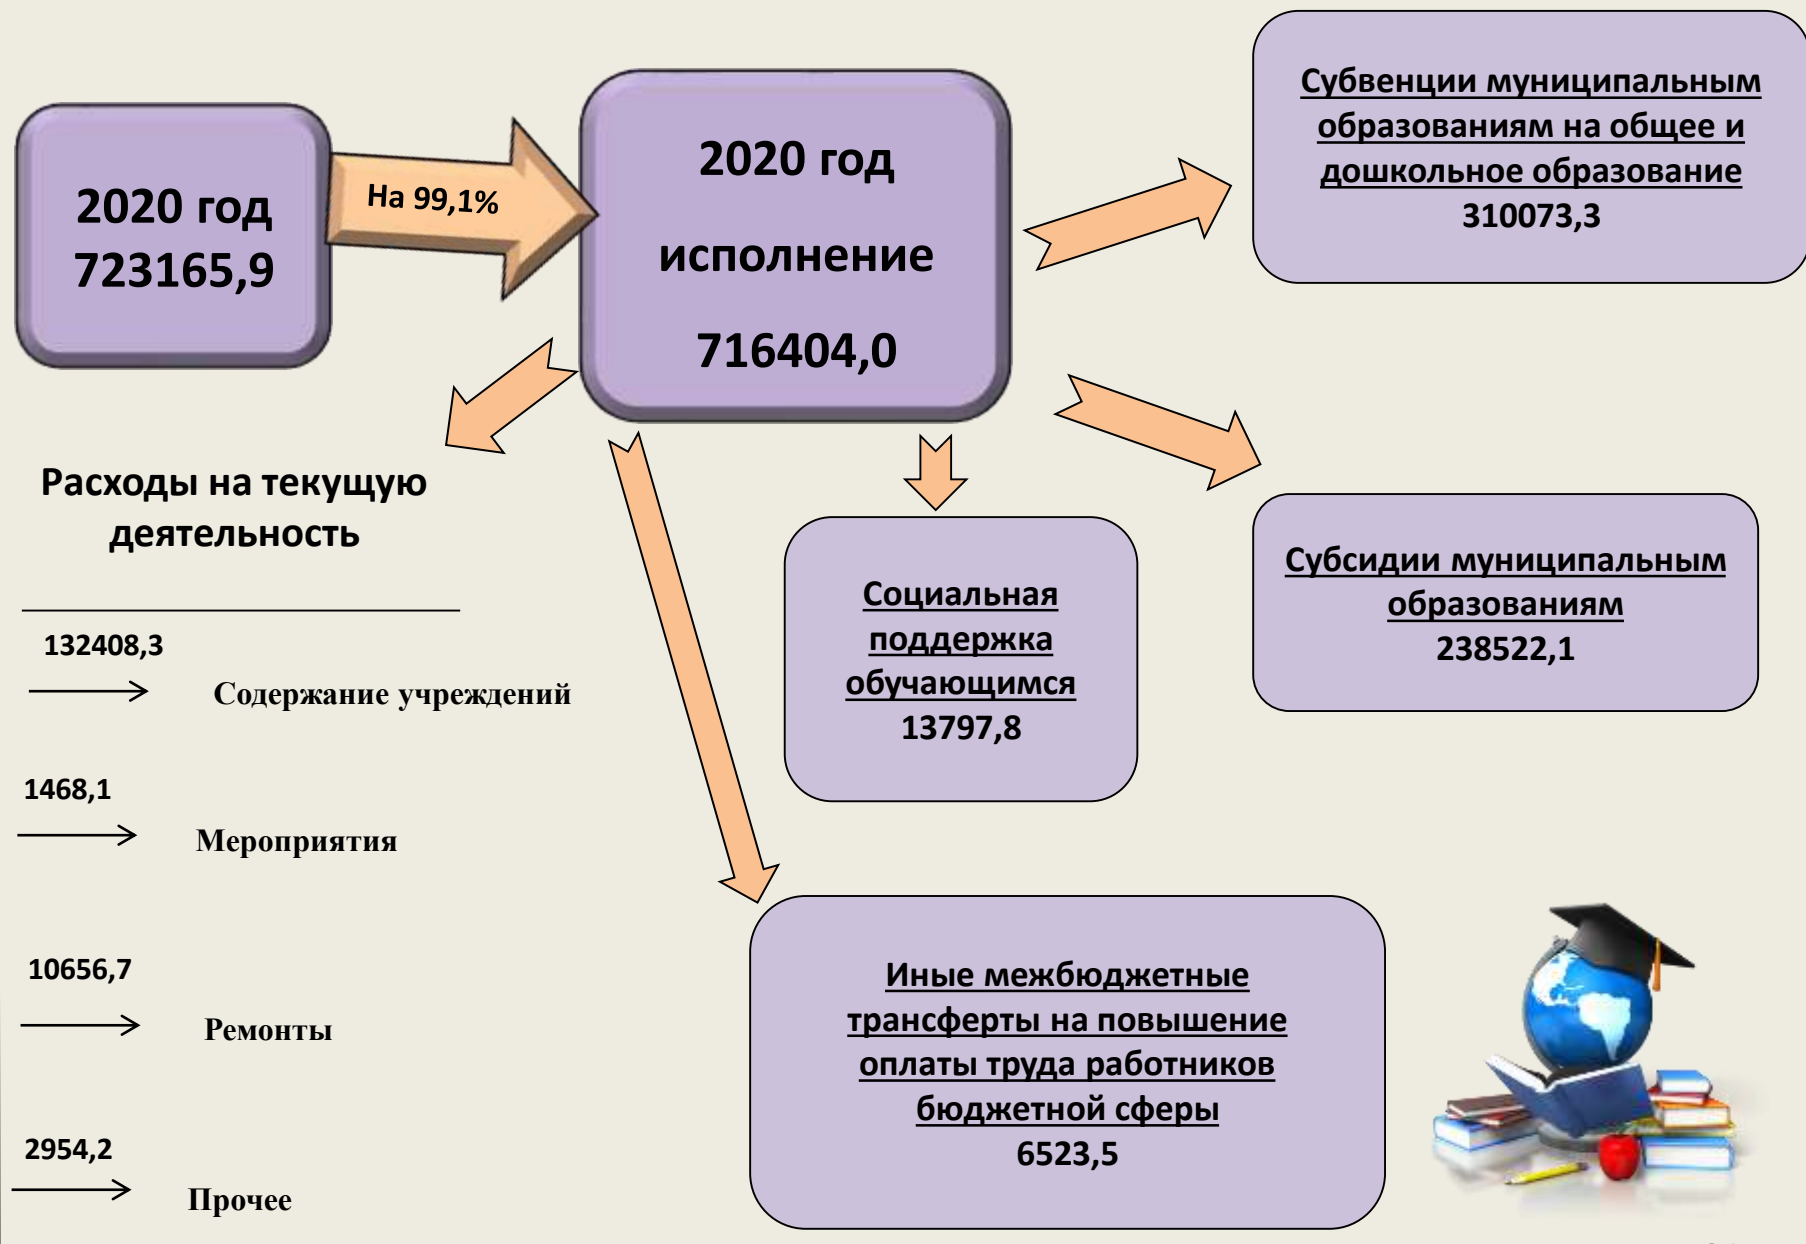 2020 год
723165,9
На 99,1%
2020 год
исполнение
716404,0
Субвенции муниципальным
образованиям на общее и
дошкольное образование
310073,3
Расходы на текущую
деятельность
132408,3
Содержание учреждений
1468,1
Мероприятия
10656,7
Ремонты
2954,2
Прочее
Социальная
поддержка
обучающимся
13797,8
Субсидии муниципальным
образованиям
238522,1
Иные межбюджетные
трансферты на повышение
оплаты труда работников
бюджетной сферы
6523,5